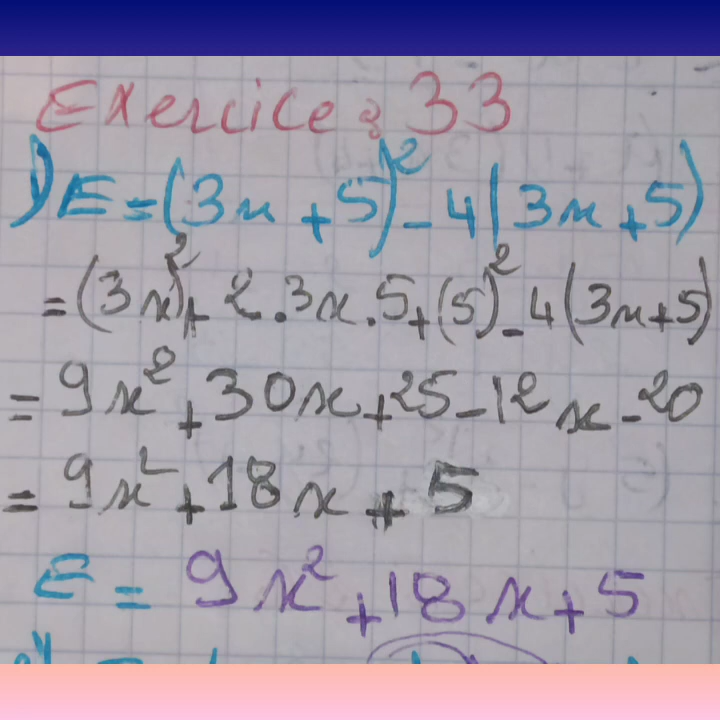 Exercice : 33
1) E = (3x + 5)² - 4(3x + 5)
= (3x)² + 2 . 3x . 5 + (5)² - 4(3x + 5)
= 9x² + 30x + 25 - 12x - 20
= 9x² + 18x + 5
E = 9x² + 18x + 5